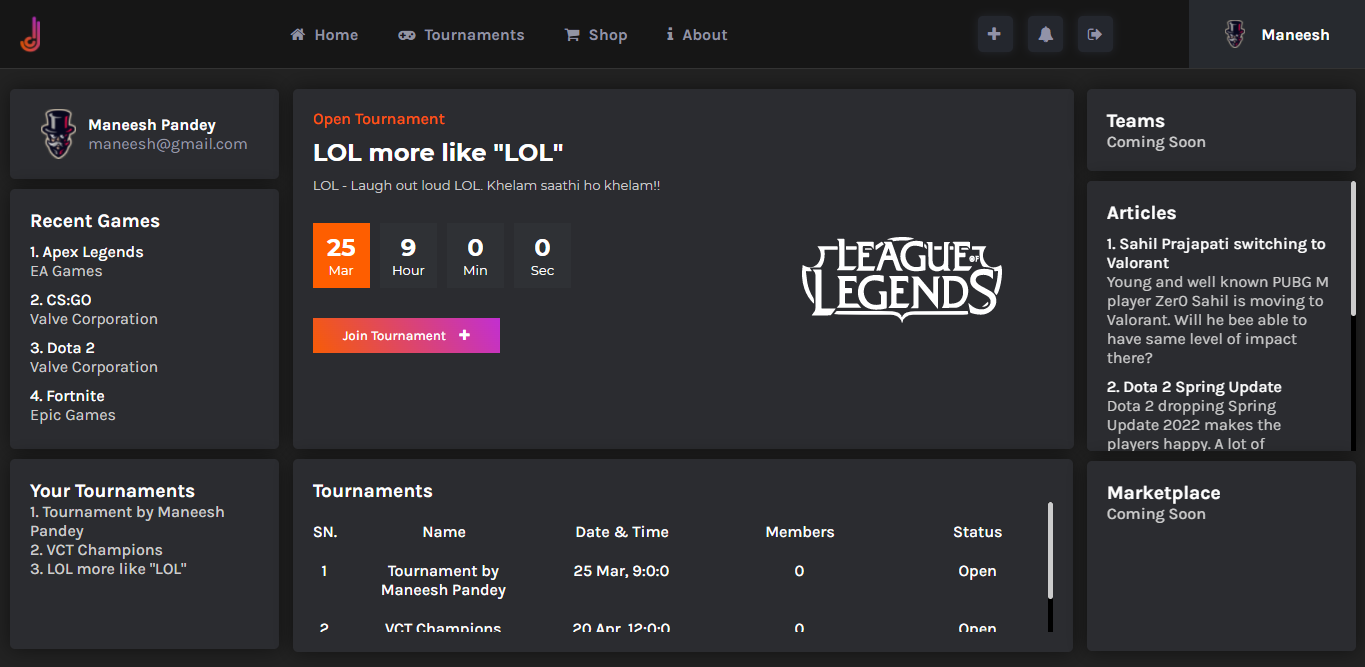 Home
Tournaments
Shop
About
Maneesh
Maneesh Pandey
maneesh@gmail.com
Recent Games
1. Apex Legends
EA Games
2. CS:GO
Valve Corporation
3. Dota 2
Valve Corporation
4. Fortnite
Epic Games
Your Tournaments
1. Tournament by Maneesh
Pandey
2. VCT Champions
3. LOL more like "LOL"
Open Tournament
LOL more like "LOL"
LOL - Laugh out loud LOL. Khelam saathi ho khelam!!
25 9 0 0
Mar Hour Min Sec
Join Tournament
LEAGUE OF
LEGENDS
Tournaments
SN. Name Date & Time Members Status
1 Tournament by 25 Mar, 9:0:0 0 Open
Maneesh Pandey
2 VCT Champions 20 Apr, 12:0:0 0 Open
Teams
Coming Soon
Articles
1. Sahil Prajapati switching to
Valorant
Young and well known PUBG M
player Zer0 Sahil is moving to
Valorant. Will he bee able to
have same level of impact
there?
2. Dota 2 Spring Update
Dota 2 dropping Spring
Update 2022 makes the
players happy. A lot of
Marketplace
Coming Soon